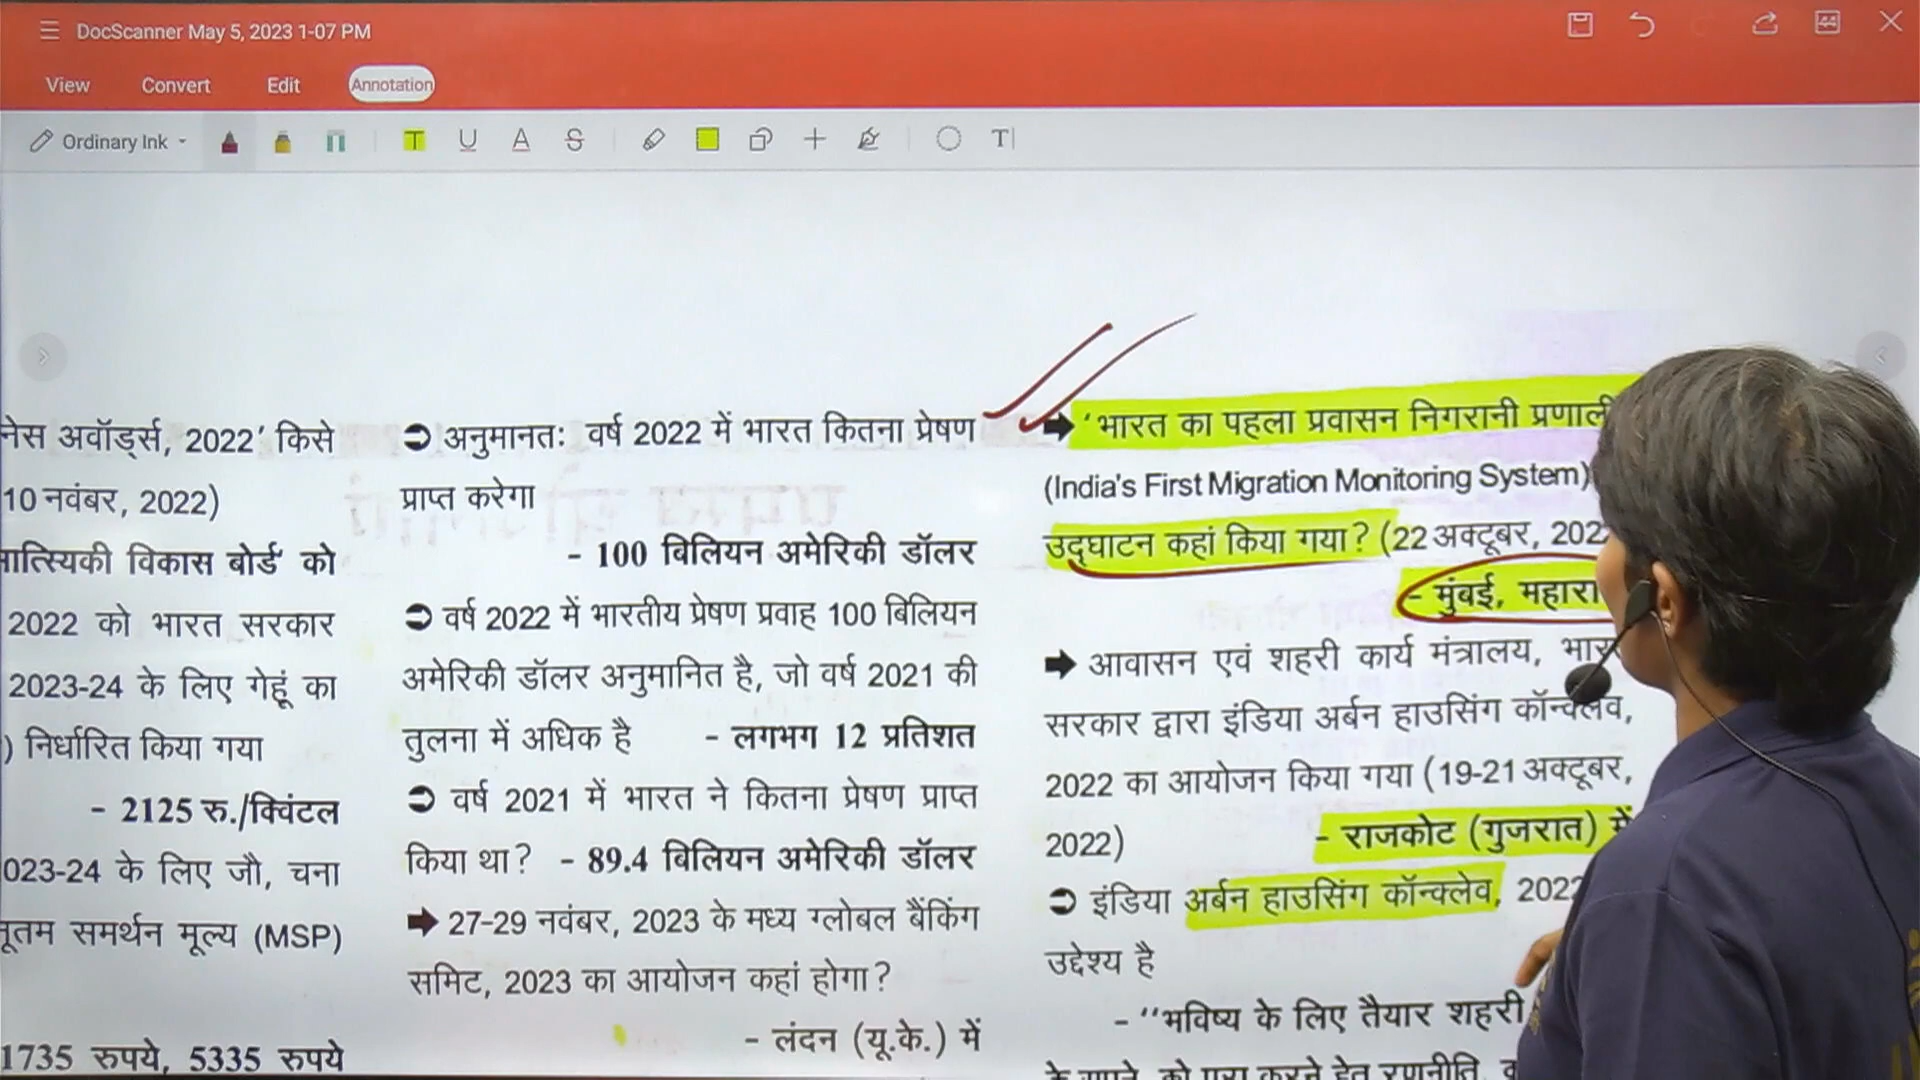 DocScanner May 5, 2023 1-07 PM
View Convert Edit Annotation
Ordinary Ink
नेस अवॉर्ड्स, 2022’ किसे
10 नवंबर, 2022)
विकास बोर्ड’ को
2022 को भारत सरकार
2023-24 के लिए गेहूं का
) निर्धारित किया गया
- 2125 रु./क्विंटल
023-24 के लिए जौ, चना
समर्थन मूल्य (MSP)
1735 रुपये, 5335 रुपये
➲ अनुमानत: वर्ष 2022 में भारत कितना प्रेषण
प्राप्त करेगा
- 100 बिलियन अमेरिकी डॉलर
➲ वर्ष 2022 में भारतीय प्रेषण प्रवाह 100 बिलियन
अमेरिकी डॉलर अनुमानित है, जो वर्ष 2021 की
तुलना में अधिक है - लगभग 12 प्रतिशत
➲ वर्ष 2021 में भारत ने कितना प्रेषण प्राप्त
किया था? - 89.4 बिलियन अमेरिकी डॉलर
➡ 27-29 नवंबर, 2023 के मध्य ग्लोबल बैंकिंग
समिट, 2023 का आयोजन कहां होगा?
- लंदन (यू.के.) में
➡ ‘भारत का पहला प्रवासन निगरानी प्रणाली
(India's First Migration Monitoring System)
उद्घाटन कहां किया गया? (22 अक्टूबर, 202
- मुंबई, महारा
➡ आवासन एवं शहरी कार्य मंत्रालय, भार
सरकार द्वारा इंडिया अर्बन हाउसिंग कॉन्क्लेव,
2022 का आयोजन किया गया (19-21 अक्टूबर,
2022) - राजकोट (गुजरात) में
➲ इंडिया अर्बन हाउसिंग कॉन्क्लेव, 2022
उद्देश्य है
- ‘‘भविष्य के लिए तैयार शहरी